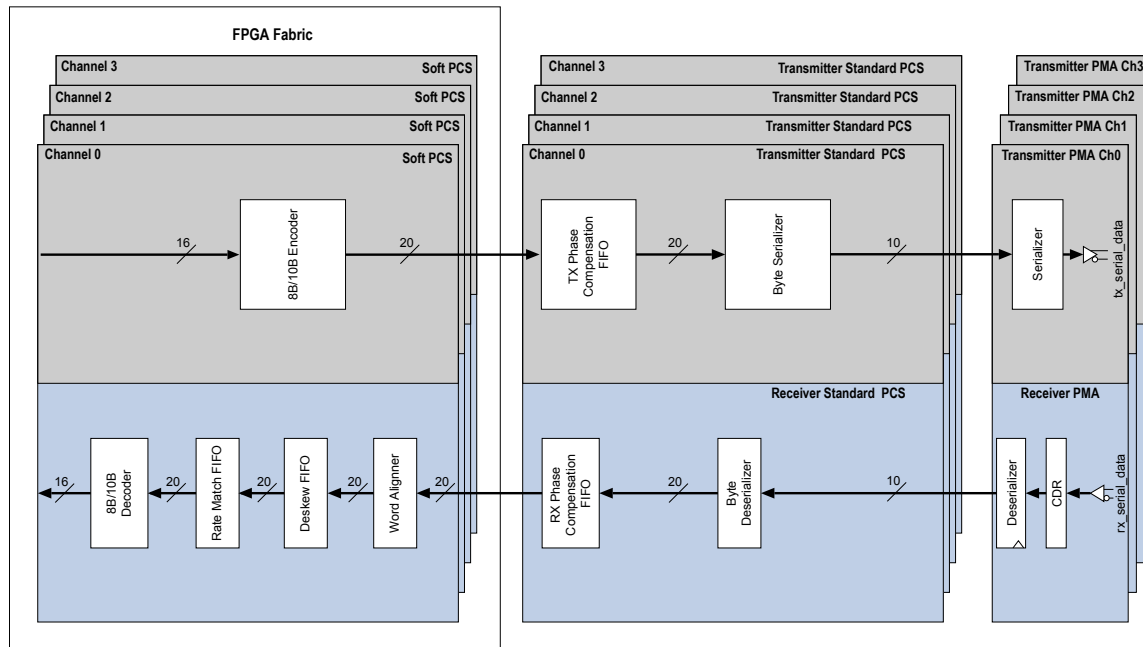 FPGA Fabric
Channel 3
Soft PCS
Channel 2
Soft PCS
Channel 1
Soft PCS
Channel 0
Soft PCS
16
8B/10B Encoder
20
Channel 3
Transmitter Standard PCS
Channel 2
Transmitter Standard PCS
Channel 1
Transmitter Standard PCS
Channel 0
Transmitter Standard PCS
TX Phase
Compensation
FIFO
20
Byte Serializer
10
Transmitter PMA Ch3
Transmitter PMA Ch2
Transmitter PMA Ch1
Transmitter PMA Ch0
Serializer
tx_serial_data
16
8B/10B
Decoder
20
Rate Match FIFO
20
Deskew FIFO
20
Word Alignner
20
Receiver Standard PCS
RX Phase
Compensation
FIFO
20
Byte
Deserializer
10
Receiver PMA
Deserializer
CDR
rx_serial_data